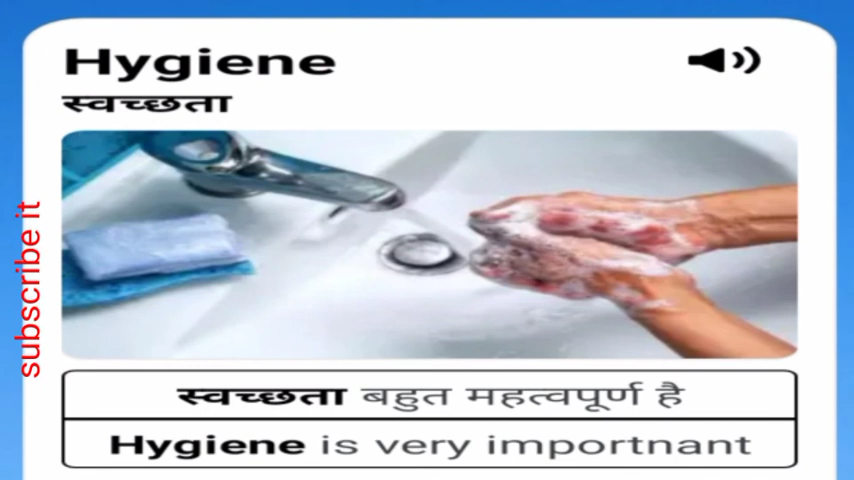 Hygiene
स्वच्छता
subscribe it
स्वच्छता बहुत महत्वपूर्ण है
Hygiene is very importnant